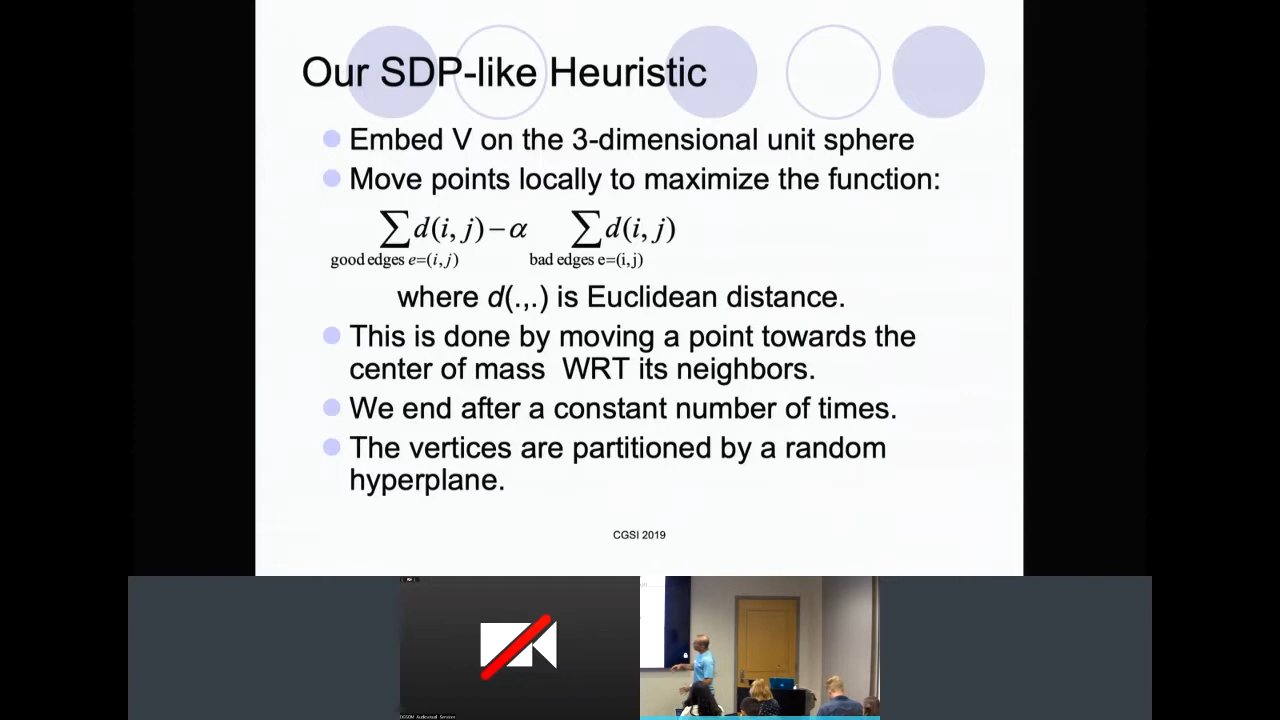 Our SDP-like Heuristic
Embed V on the 3-dimensional unit sphere
Move points locally to maximize the function:
∑d(i, j) − α ∑d(i, j)
good edges e=(i, j) bad edges e=(i,j)
where d(.,.) is Euclidean distance.
This is done by moving a point towards the
center of mass WRT its neighbors.
We end after a constant number of times.
The vertices are partitioned by a random
hyperplane.
CGSI 2019